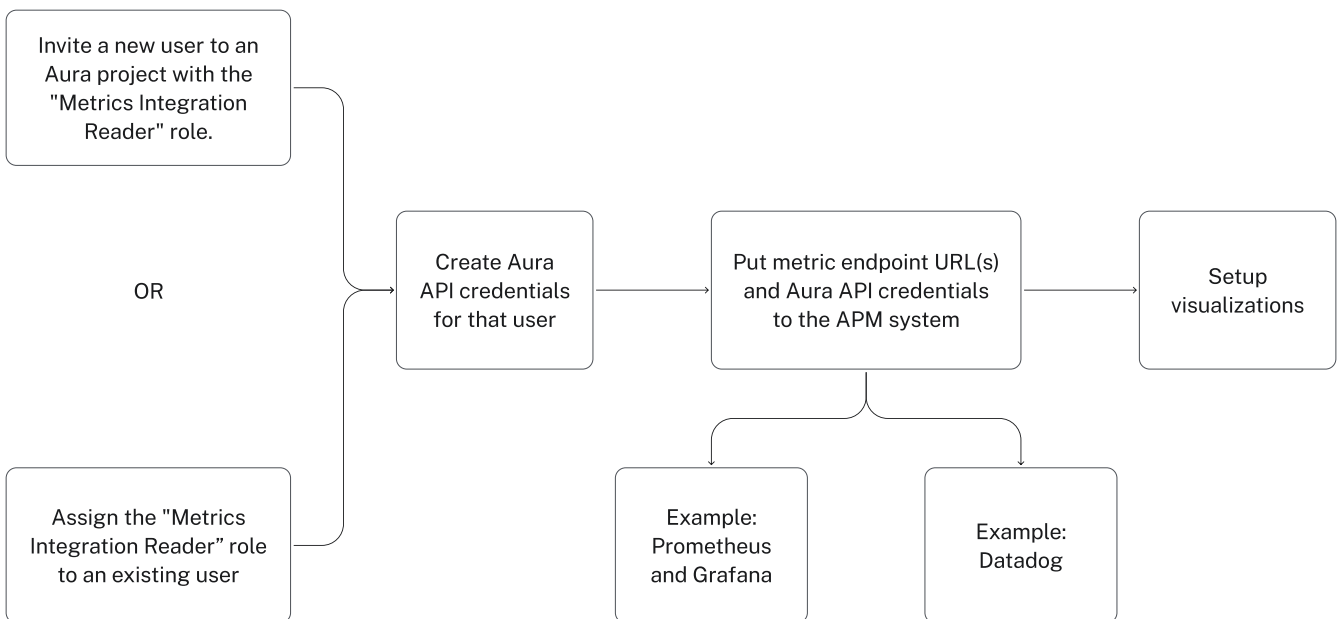 Invite a new user to an
Aura project with the
"Metrics Integration
Reader" role.
OR
Assign the "Metrics
Integration Reader” role
to an existing user
Create Aura
API credentials
for that user
Put metric endpoint URL(s)
and Aura API credentials
to the APM system
Setup
visualizations
Example:
Prometheus
and Grafana
Example:
Datadog